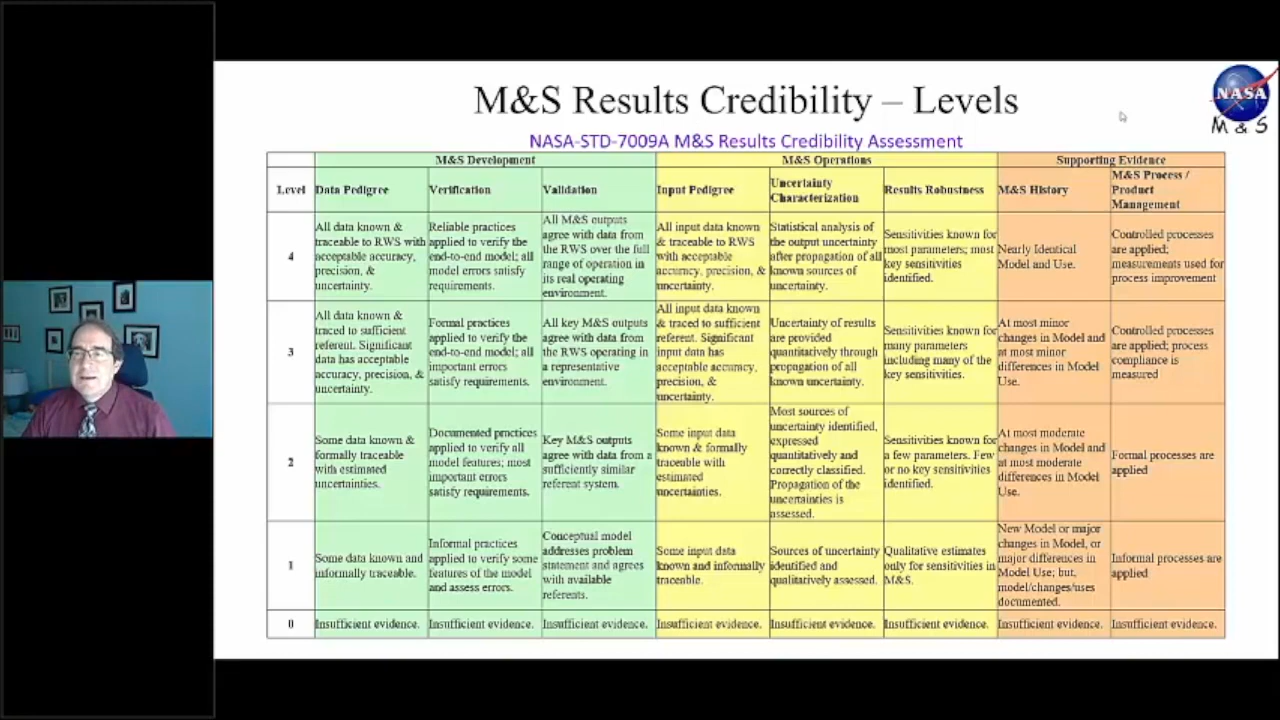 M&S Results Credibility – Levels
NASA
M & S
NASA-STD-7009A M&S Results Credibility Assessment
M&S Development
M&S Operations
Supporting Evidence
Level
Data Pedigree
Verification
Validation
Input Pedigree
Uncertainty
Characterization
Results Robustness
M&S History
M&S Process /
Product
Management
4
All data known &
traceable to RWS with
acceptable accuracy,
precision, &
uncertainty.
Reliable practices
applied to verify the
end-to-end model; all
model errors satisfy
requirements.
All M&S outputs
agree with data from
the RWS over the full
range of operation in
its real operating
environment.
All input data known
& traceable to RWS
with acceptable
accuracy, precision, &
uncertainty.
Statistical analysis of
the output uncertainty
after propagation of all
known sources of
uncertainty.
Sensitivities known for
most parameters; most
key sensitivities
identified.
Nearly Identical
Model and Use.
Controlled processes
are applied;
measurements used for
process improvement
3
All data known &
traced to sufficient
referent. Significant
data has acceptable
accuracy, precision, &
uncertainty.
Formal practices
applied to verify the
end-to-end model; all
important errors
satisfy requirements.
All key M&S outputs
agree with data from
the RWS operating in
a representative
environment.
All input data known
& traced to sufficient
referent. Significant
input data has
acceptable accuracy,
precision, &
uncertainty.
Uncertainty of results
are provided
quantitatively through
propagation of all
known uncertainty.
Sensitivities known for
many parameters
including many of the
key sensitivities.
At most minor
changes in Model and
at most minor
differences in Model
Use.
Controlled processes
are applied; process
compliance is
measured
2
Some data known &
formally traceable
with estimated
uncertainties.
Documented practices
applied to verify all
model features; most
important errors
satisfy requirements.
Key M&S outputs
agree with data from a
sufficiently similar
referent system.
Some input data
known & formally
traceable with
estimated
uncertainties.
Most sources of
uncertainty identified,
expressed
quantitatively and
correctly classified.
Propagation of the
uncertainties is
assessed.
Sensitivities known for
a few parameters. Few
or no key sensitivities
identified.
At most moderate
changes in Model and
at most moderate
differences in Model
Use.
Formal processes are
applied
1
Some data known and
informally traceable.
Informal practices
applied to verify some
features of the model
and assess errors.
Conceptual model
addresses problem
statement and agrees
with available
referents.
Some input data
known and informally
traceable.
Sources of uncertainty
identified and
qualitatively assessed.
Qualitative estimates
only for sensitivities in
M&S.
New Model or major
changes in Model, or
major differences in
Model Use; but,
model/changes/uses
documented.
Informal processes are
applied
0
Insufficient evidence.
Insufficient evidence.
Insufficient evidence.
Insufficient evidence.
Insufficient evidence.
Insufficient evidence.
Insufficient evidence.
Insufficient evidence.